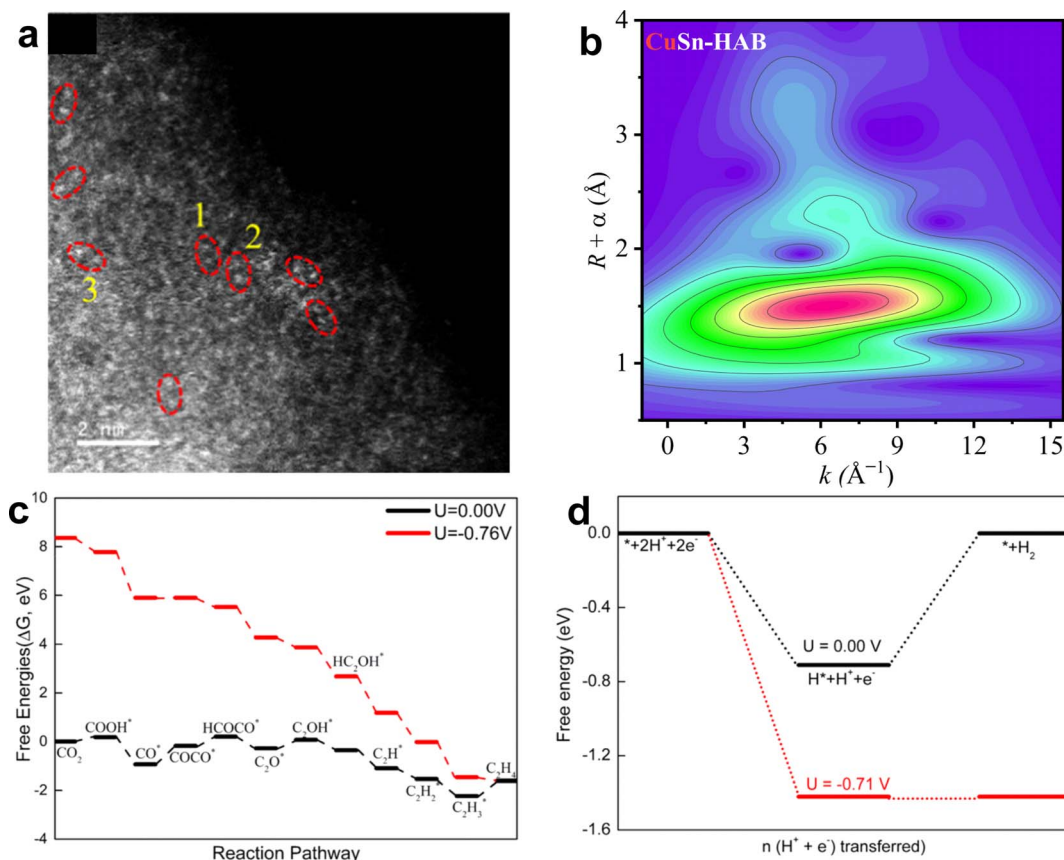 a
1
2
3
2 nm
b
CuSn-HAB
4
3
2
1
R + α (Å)
0
3
6
9
12
15
k (Å⁻¹)
c
10
8
6
4
2
0
-2
-4
Free Energies(ΔG, eV)
U=0.00V
U=-0.76V
HC₂OH*
CO₂
COOH*
CO*
COCO*
HCOCO*
C₂O*
C₂OH*
C₂H*
C₂H₂
C₂H₃*
C₂H₄
Reaction Pathway
d
0.0
-0.4
-0.8
-1.2
-1.6
Free energy (eV)
*+2H⁺+2e⁻
*+H₂
U = 0.00 V
H*+H⁺+e⁻
U = -0.71 V
n (H⁺ + e⁻) transferred)